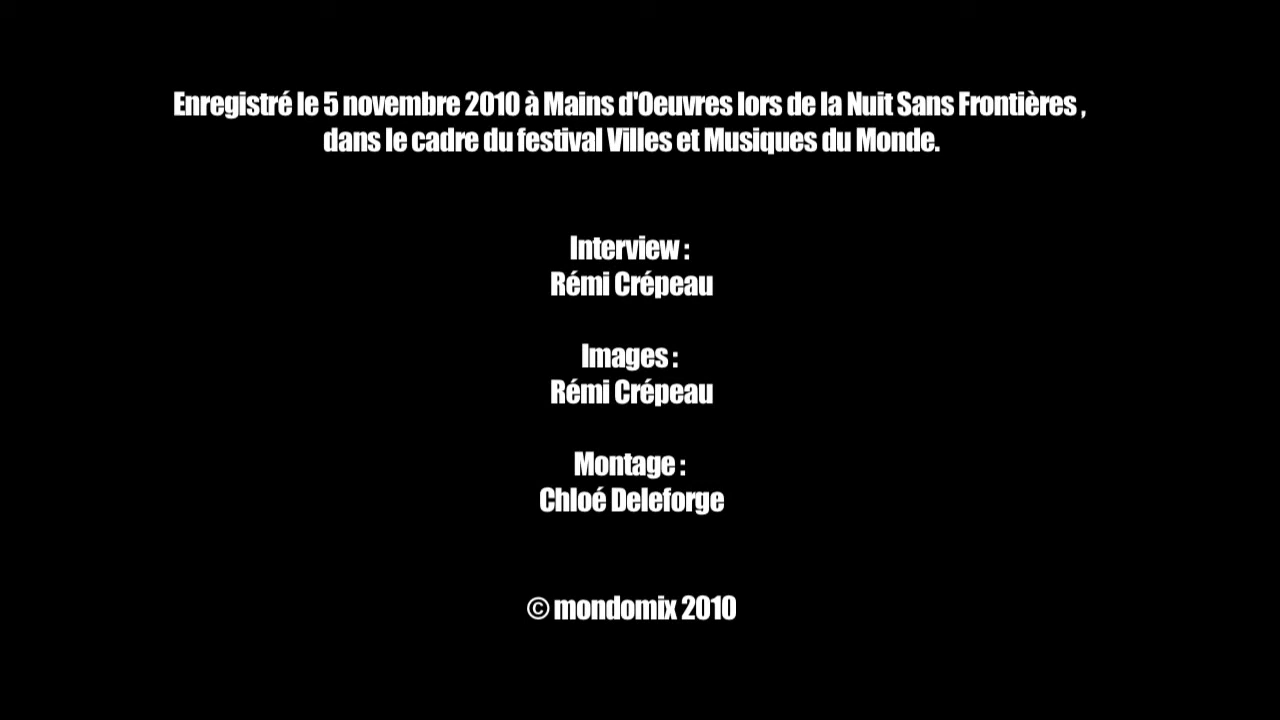 Enregistré le 5 novembre 2010 à Mains d'Oeuvres lors de la Nuit Sans Frontières ,
dans le cadre du festival Villes et Musiques du Monde.
Interview :
Rémi Crépeau
Images :
Rémi Crépeau
Montage :
Chloé Deleforge
© mondomix 2010